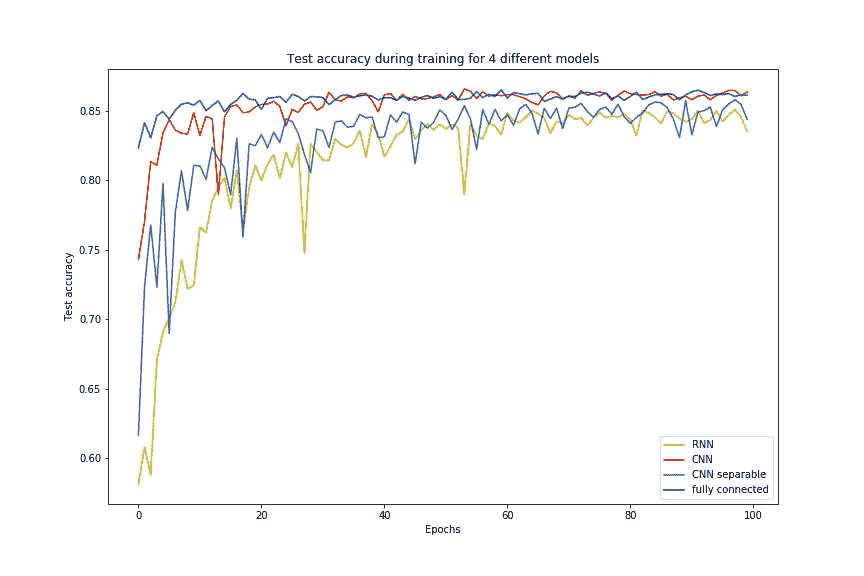 Test accuracy during training for 4 different models
Test accuracy
0.85
0.80
0.75
0.70
0.65
0.60
0
20
40
60
80
100
Epochs
RNN
CNN
CNN separable
fully connected